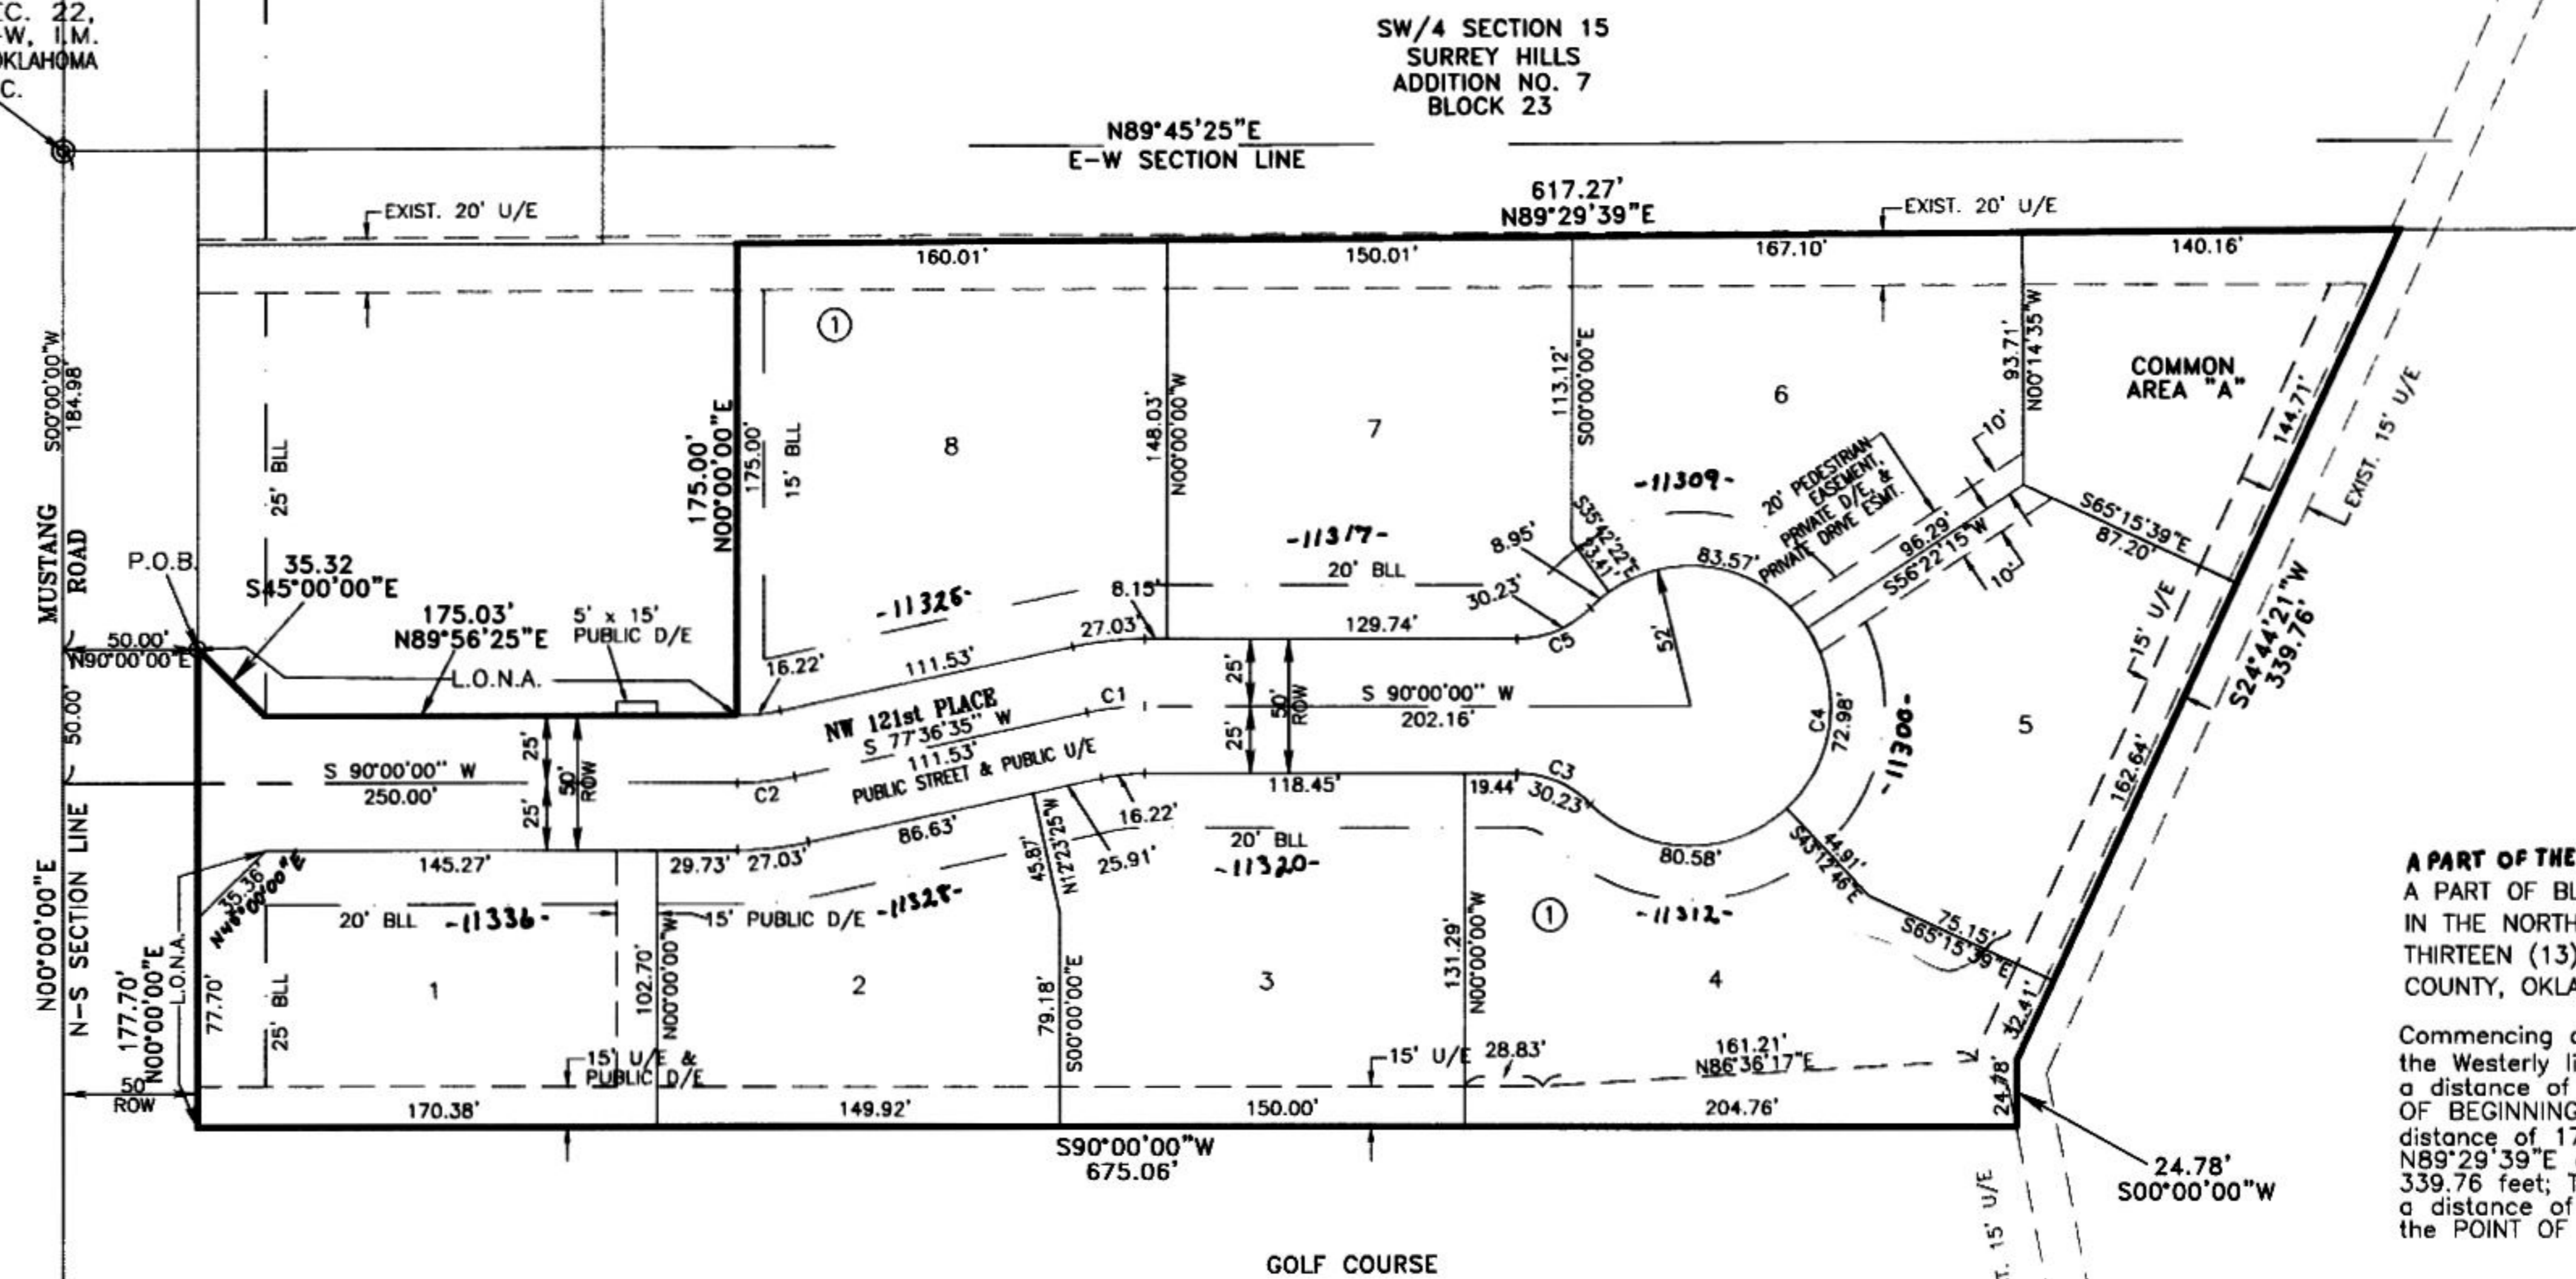 C. 22,
-W, I.M.
OKLAHOMA
C.
SW/4 SECTION 15
SURREY HILLS
ADDITION NO. 7
BLOCK 23
N89°45'25"E
E-W SECTION LINE
617.27'
N89°29'39"E
EXIST. 20' U/E
EXIST. 20' U/E
160.01'
150.01'
167.10'
140.16'
S00°00'00"W
184.98'
MUSTANG
ROAD
25' BLL
175.00'
N00°00'00"E
175.00'
15' BLL
1
8
148.03'
N00°00'00"W
7
113.12'
S00°00'00"E
6
93.71'
N00°14'35"W
COMMON
AREA "A"
144.71'
EXIST. 15' U/E
-11309-
20' PEDESTRIAN
EASEMENT,
PRIVATE D/E, &
PRIVATE DRIVE ESMT.
10'
96.29'
S56°22'15"W
10'
S65°15'39"E
87.20'
15' U/E
S24°44'21"W
339.76'
P.O.B.
35.32
S45°00'00"E
175.03'
N89°56'25"E
5' x 15'
PUBLIC D/E
L.O.N.A.
50.00'
N90°00'00"E
50.00'
-11326-
-11317-
20' BLL
8.95'
S35°42'22"E
23.41'
83.57'
30.23'
C5
52'
16.22'
111.53'
27.03'
8.15'
129.74'
NW 121st PLACE
S 77°36'35" W
111.53'
PUBLIC STREET & PUBLIC U/E
C1
C2
25'
50'
ROW
25'
S 90°00'00" W
202.16'
C4
72.98'
-11300-
5
162.64'
S 90°00'00" W
250.00'
25'
50'
ROW
25'
C3
30.23'
118.45'
19.44'
80.58'
44.91'
S43°12'46"E
75.15'
S65°15'39"E
32.41'
145.27'
29.73'
27.03'
86.63'
16.22'
25.91'
45.87'
N12°23'25"W
20' BLL
-11320-
-11312-
1
35.36'
20' BLL
-11336-
15' PUBLIC D/E
-11328-
N00°00'00"E
N-S SECTION LINE
177.70'
N00°00'00"E
L.O.N.A.
77.70'
25' BLL
1
102.70'
N00°00'00"W
2
79.18'
S00°00'00"E
3
131.29'
N00°00'00"W
4
15' U/E &
PUBLIC D/E
15' U/E
28.83'
161.21'
N86°36'17"E
24.78'
50'
ROW
170.38'
149.92'
150.00'
204.76'
S90°00'00"W
675.06'
24.78'
S00°00'00"W
T. 15' U/E
GOLF COURSE
A PART OF THE
A PART OF BL
IN THE NORTH
THIRTEEN (13)
COUNTY, OKLA
Commencing
the Westerly li
a distance of
OF BEGINNING
distance of 17
N89°29'39"E
339.76 feet; T
a distance of
the POINT OF